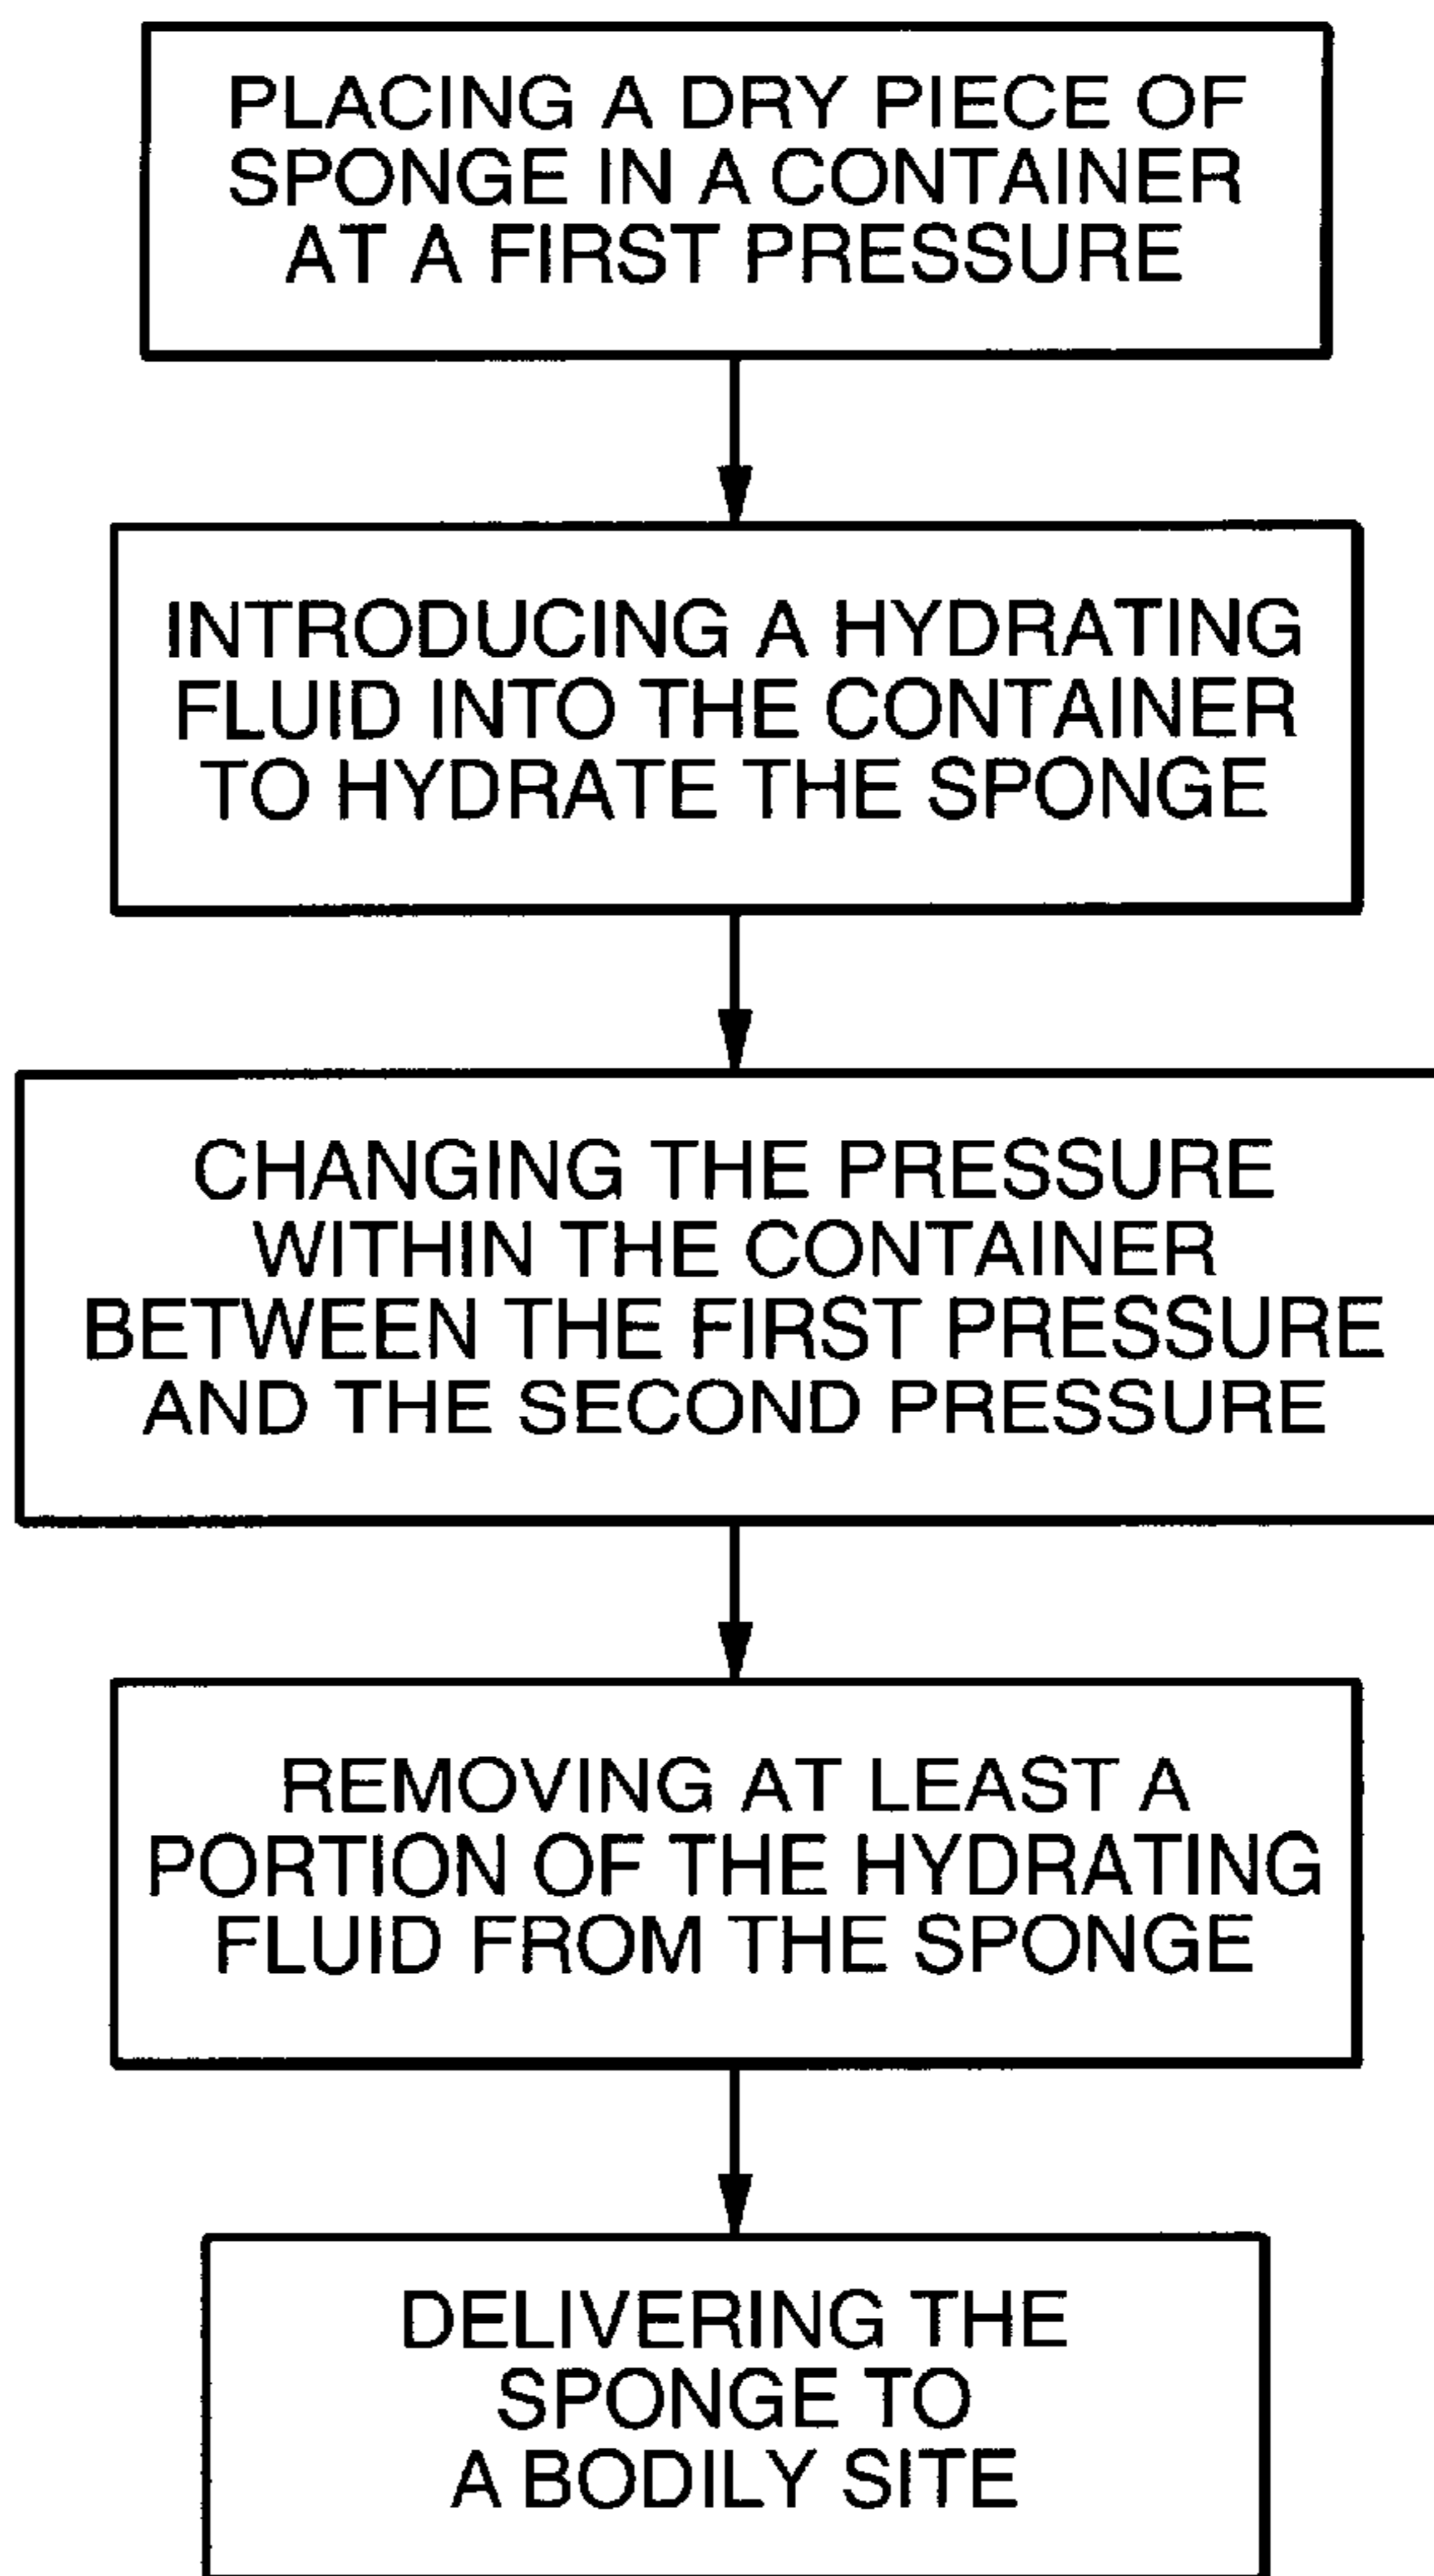 PLACING A DRY PIECE OF
SPONGE IN A CONTAINER
AT A FIRST PRESSURE
INTRODUCING A HYDRATING
FLUID INTO THE CONTAINER
TO HYDRATE THE SPONGE
CHANGING THE PRESSURE
WITHIN THE CONTAINER
BETWEEN THE FIRST PRESSURE
AND THE SECOND PRESSURE
REMOVING AT LEAST A
PORTION OF THE HYDRATING
FLUID FROM THE SPONGE
DELIVERING THE
SPONGE TO
A BODILY SITE